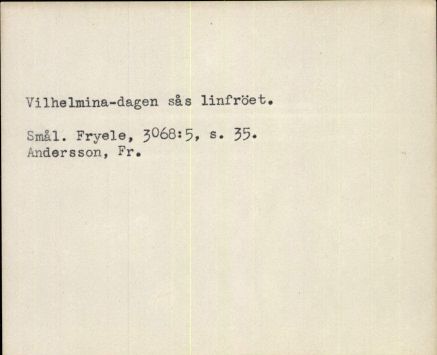 Vilhelmina-dagen sås linfröet.
Smål. Fryele, 3068:5, s. 35.
Andersson, Fr.